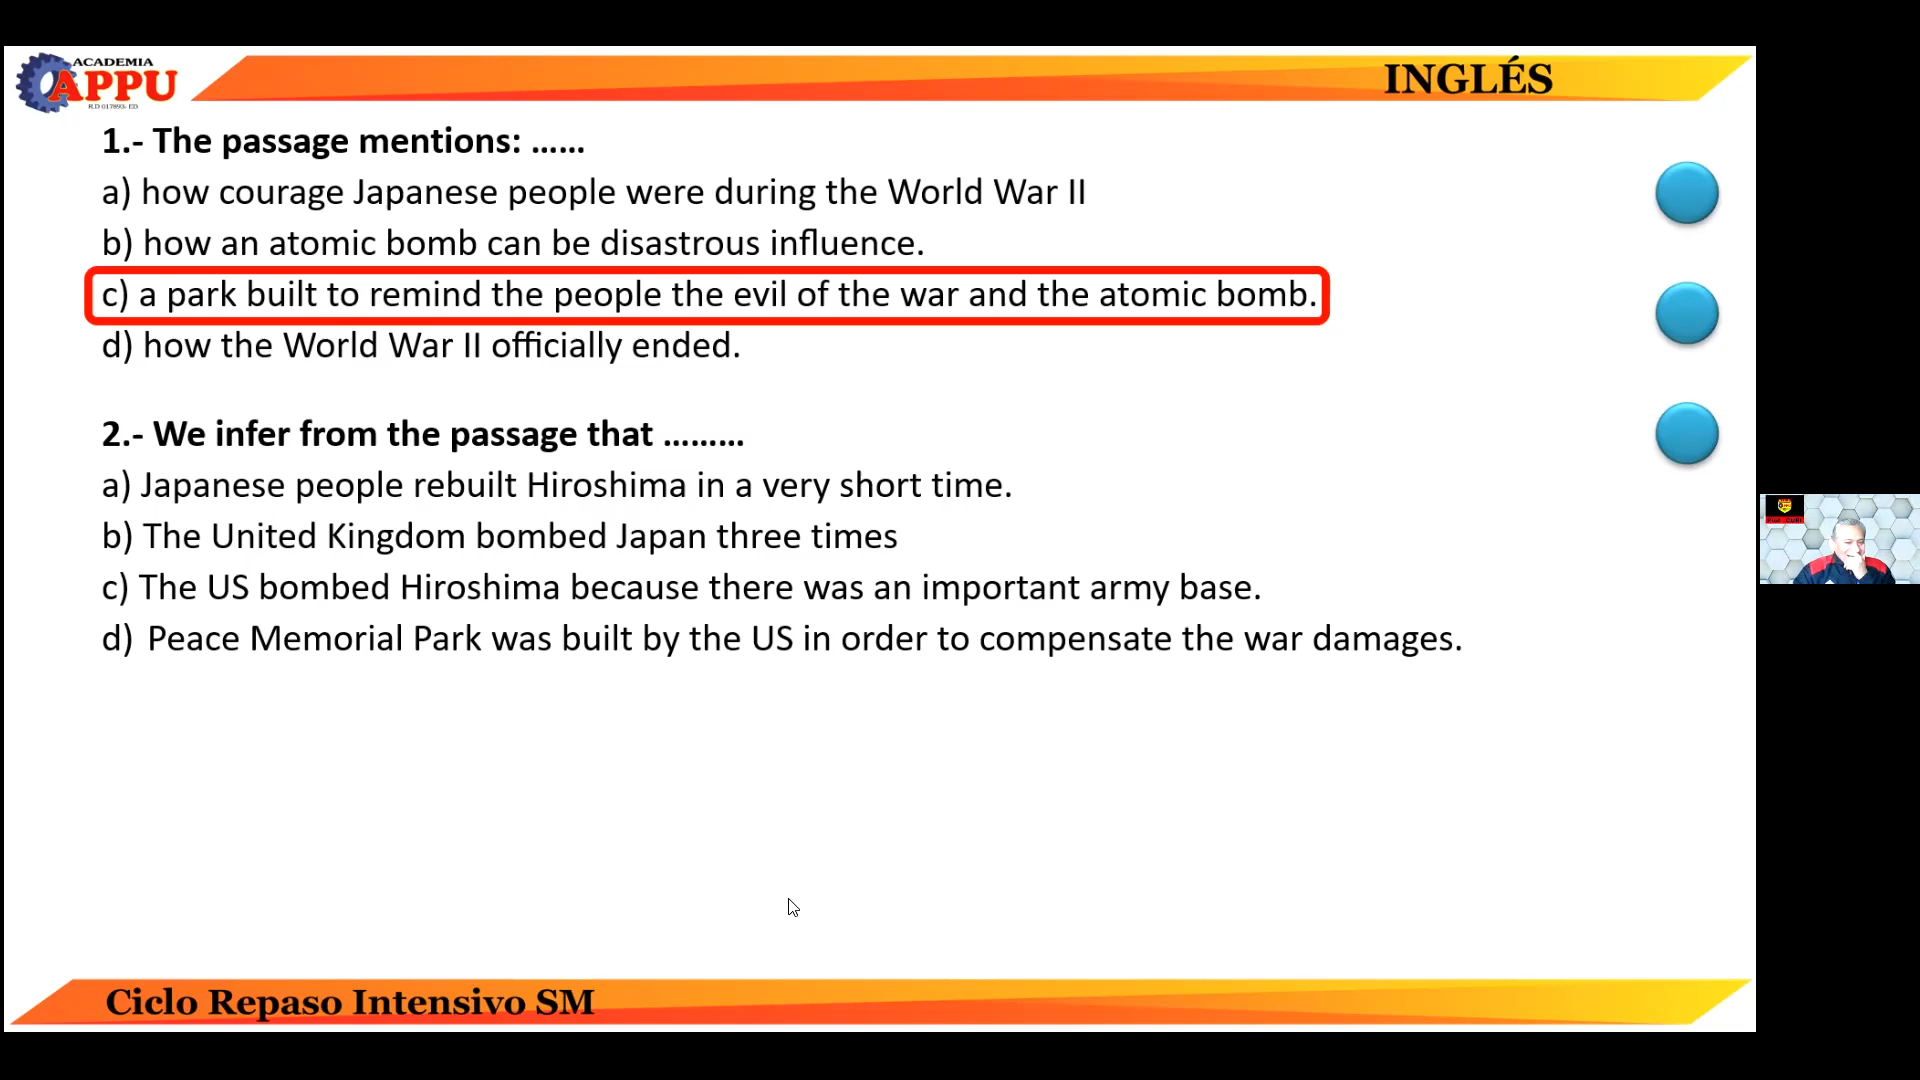 ACADEMIA
APPU
R.D 017893- ED
INGLÉS
1.- The passage mentions: ......
a) how courage Japanese people were during the World War II
b) how an atomic bomb can be disastrous influence.
c) a park built to remind the people the evil of the war and the atomic bomb.
d) how the World War II officially ended.
2.- We infer from the passage that .........
a) Japanese people rebuilt Hiroshima in a very short time.
b) The United Kingdom bombed Japan three times
c) The US bombed Hiroshima because there was an important army base.
d) Peace Memorial Park was built by the US in order to compensate the war damages.
Ciclo Repaso Intensivo SM